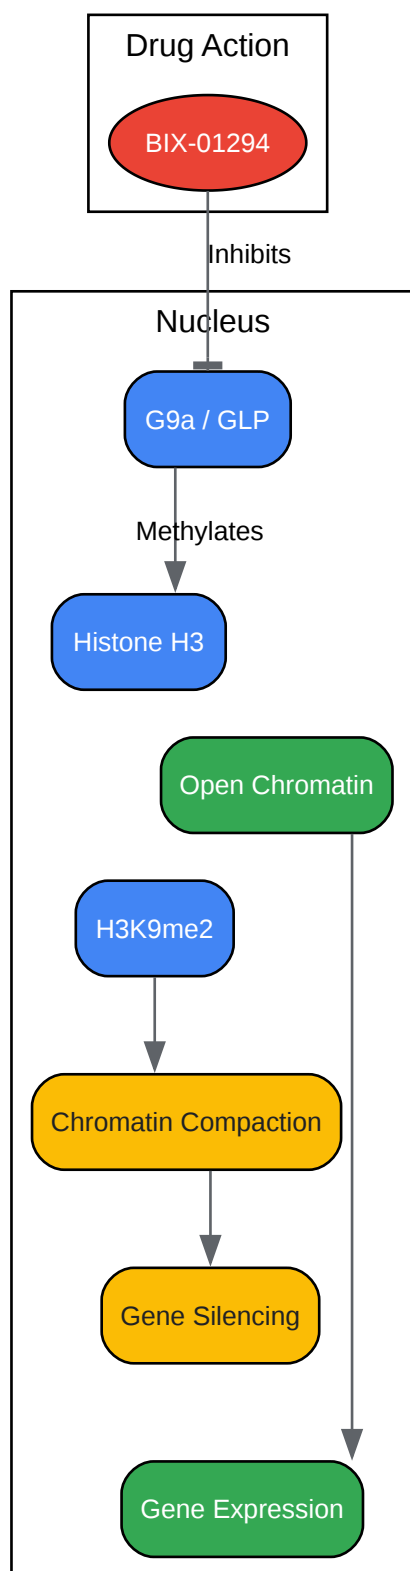 Drug Action
BIX-01294
Inhibits
Nucleus
G9a / GLP
Methylates
Histone H3
Open Chromatin
H3K9me2
Chromatin Compaction
Gene Silencing
Gene Expression